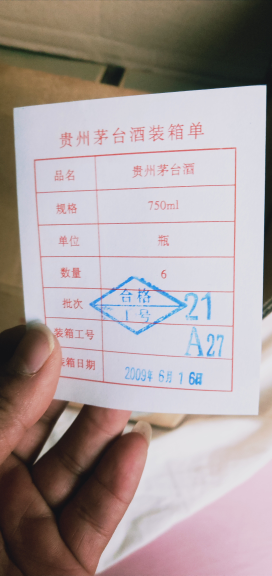 贵州茅台酒装箱单
品名 贵州茅台酒
规格 750ml
单位 瓶
数量 6
批次 21
合格
1号
装箱工号 A27
装箱日期 2009年6月16日